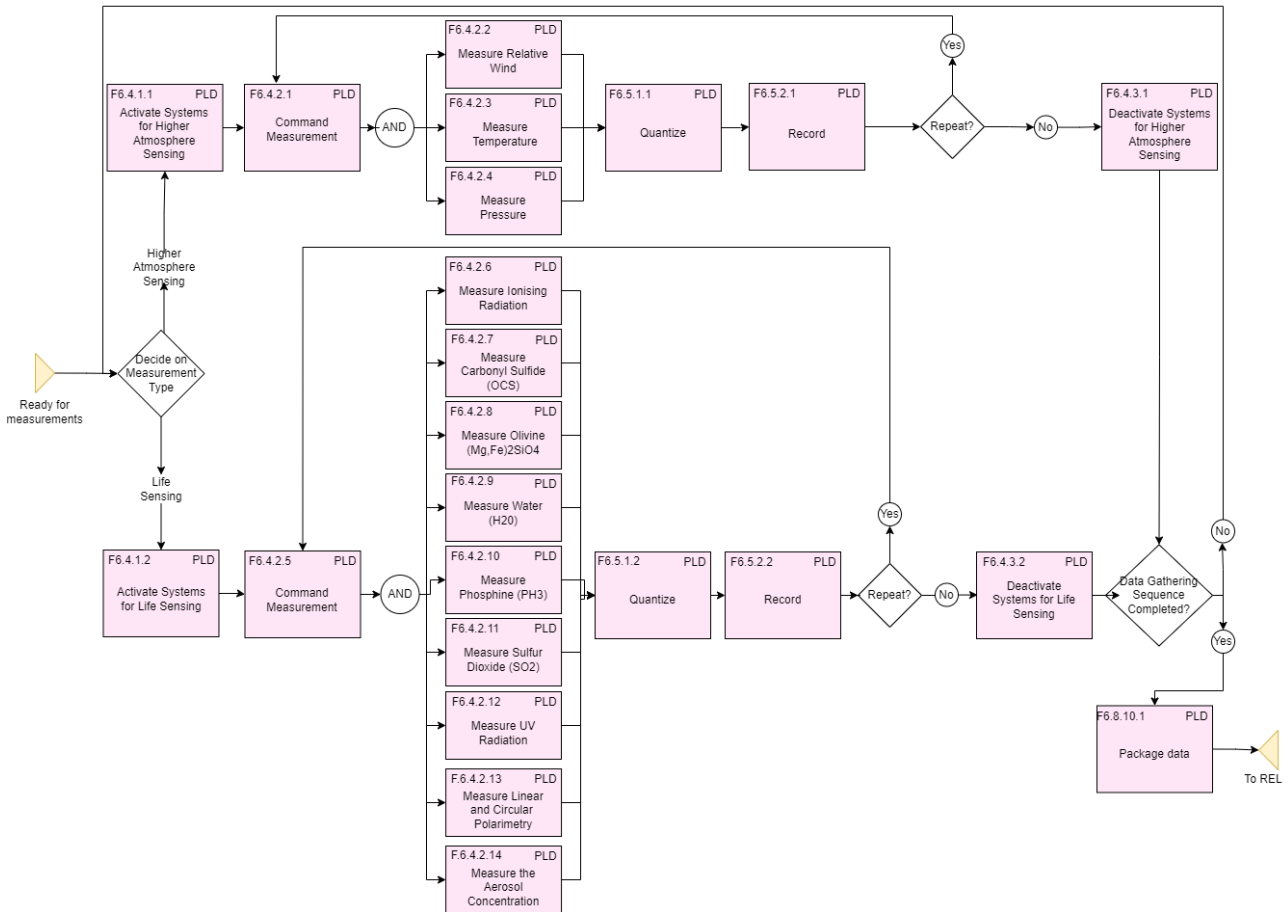 Yes
F6.4.2.2 PLD
Measure Relative
Wind
F6.4.1.1 PLD
Activate Systems
for Higher
Atmosphere
Sensing
F6.4.2.1 PLD
Command
Measurement
AND
F6.4.2.3 PLD
Measure
Temperature
F6.4.2.4 PLD
Measure
Pressure
F6.5.1.1 PLD
Quantize
F6.5.2.1 PLD
Record
Repeat?
No
F6.4.3.1 PLD
Deactivate Systems
for Higher
Atmosphere
Sensing
Higher
Atmosphere
Sensing
Decide on
Measurement
Type
Ready for
measurements
Life
Sensing
F6.4.2.6 PLD
Measure Ionising
Radiation
F6.4.2.7 PLD
Measure
Carbonyl Sulfide
(OCS)
F6.4.2.8 PLD
Measure Olivine
(Mg,Fe)2SiO4
F6.4.2.9 PLD
Measure Water
(H20)
F6.4.1.2 PLD
Activate Systems
for Life Sensing
F6.4.2.5 PLD
Command
Measurement
AND
F6.4.2.10 PLD
Measure
Phosphine (PH3)
F6.4.2.11 PLD
Measure Sulfur
Dioxide (SO2)
F6.4.2.12 PLD
Measure UV
Radiation
F.6.4.2.13 PLD
Measure Linear
and Circular
Polarimetry
F.6.4.2.14 PLD
Measure the
Aerosol
Concentration
F6.5.1.2 PLD
Quantize
F6.5.2.2 PLD
Record
Yes
Repeat?
No
F6.4.3.2 PLD
Deactivate
Systems for Life
Sensing
Data Gathering
Sequence
Completed?
No
Yes
F6.8.10.1 PLD
Package data
To REL